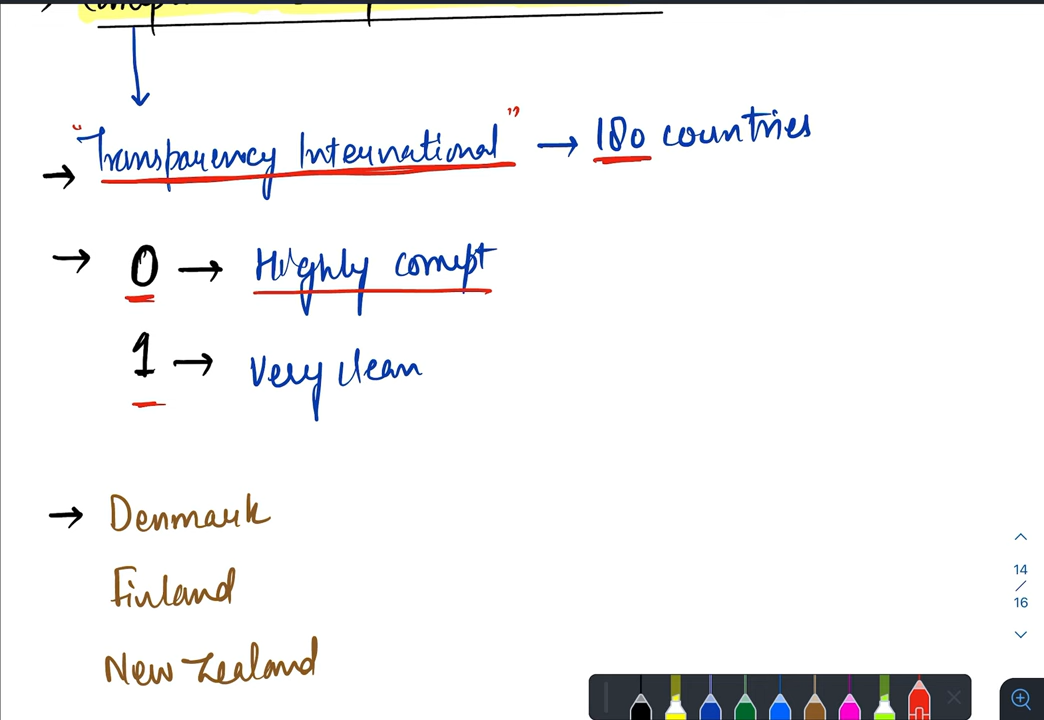 → "Transparency International" → 180 countries
→ 0 → Highly corrupt
1 → Very clean
→ Denmark
Finland
New Zealand
14
/
16